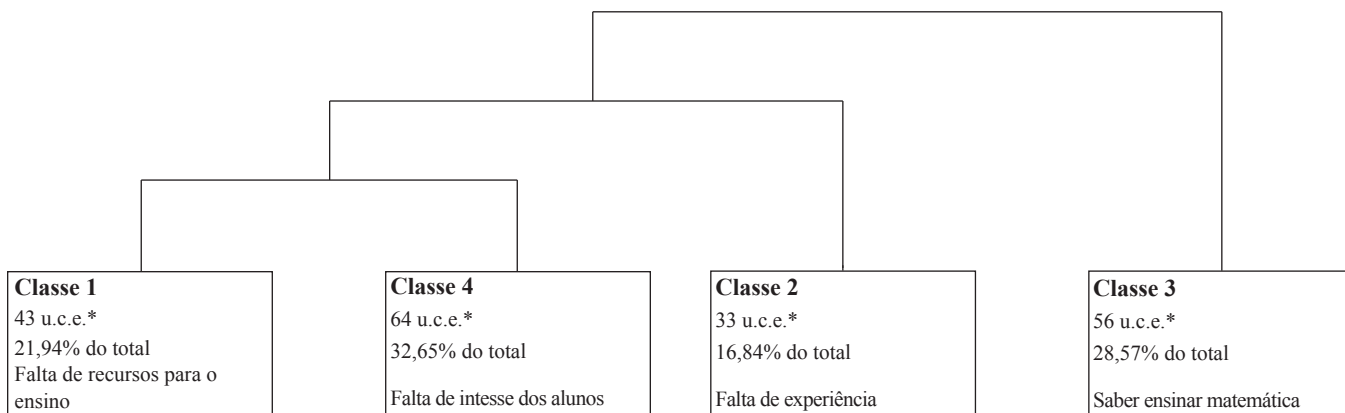 Classe 1
43 u.c.e.*
21,94% do total
Falta de recursos para o
ensino
Classe 4
64 u.c.e.*
32,65% do total
Falta de intesse dos alunos
Classe 2
33 u.c.e.*
16,84% do total
Falta de experiência
Classe 3
56 u.c.e.*
28,57% do total
Saber ensinar matemática